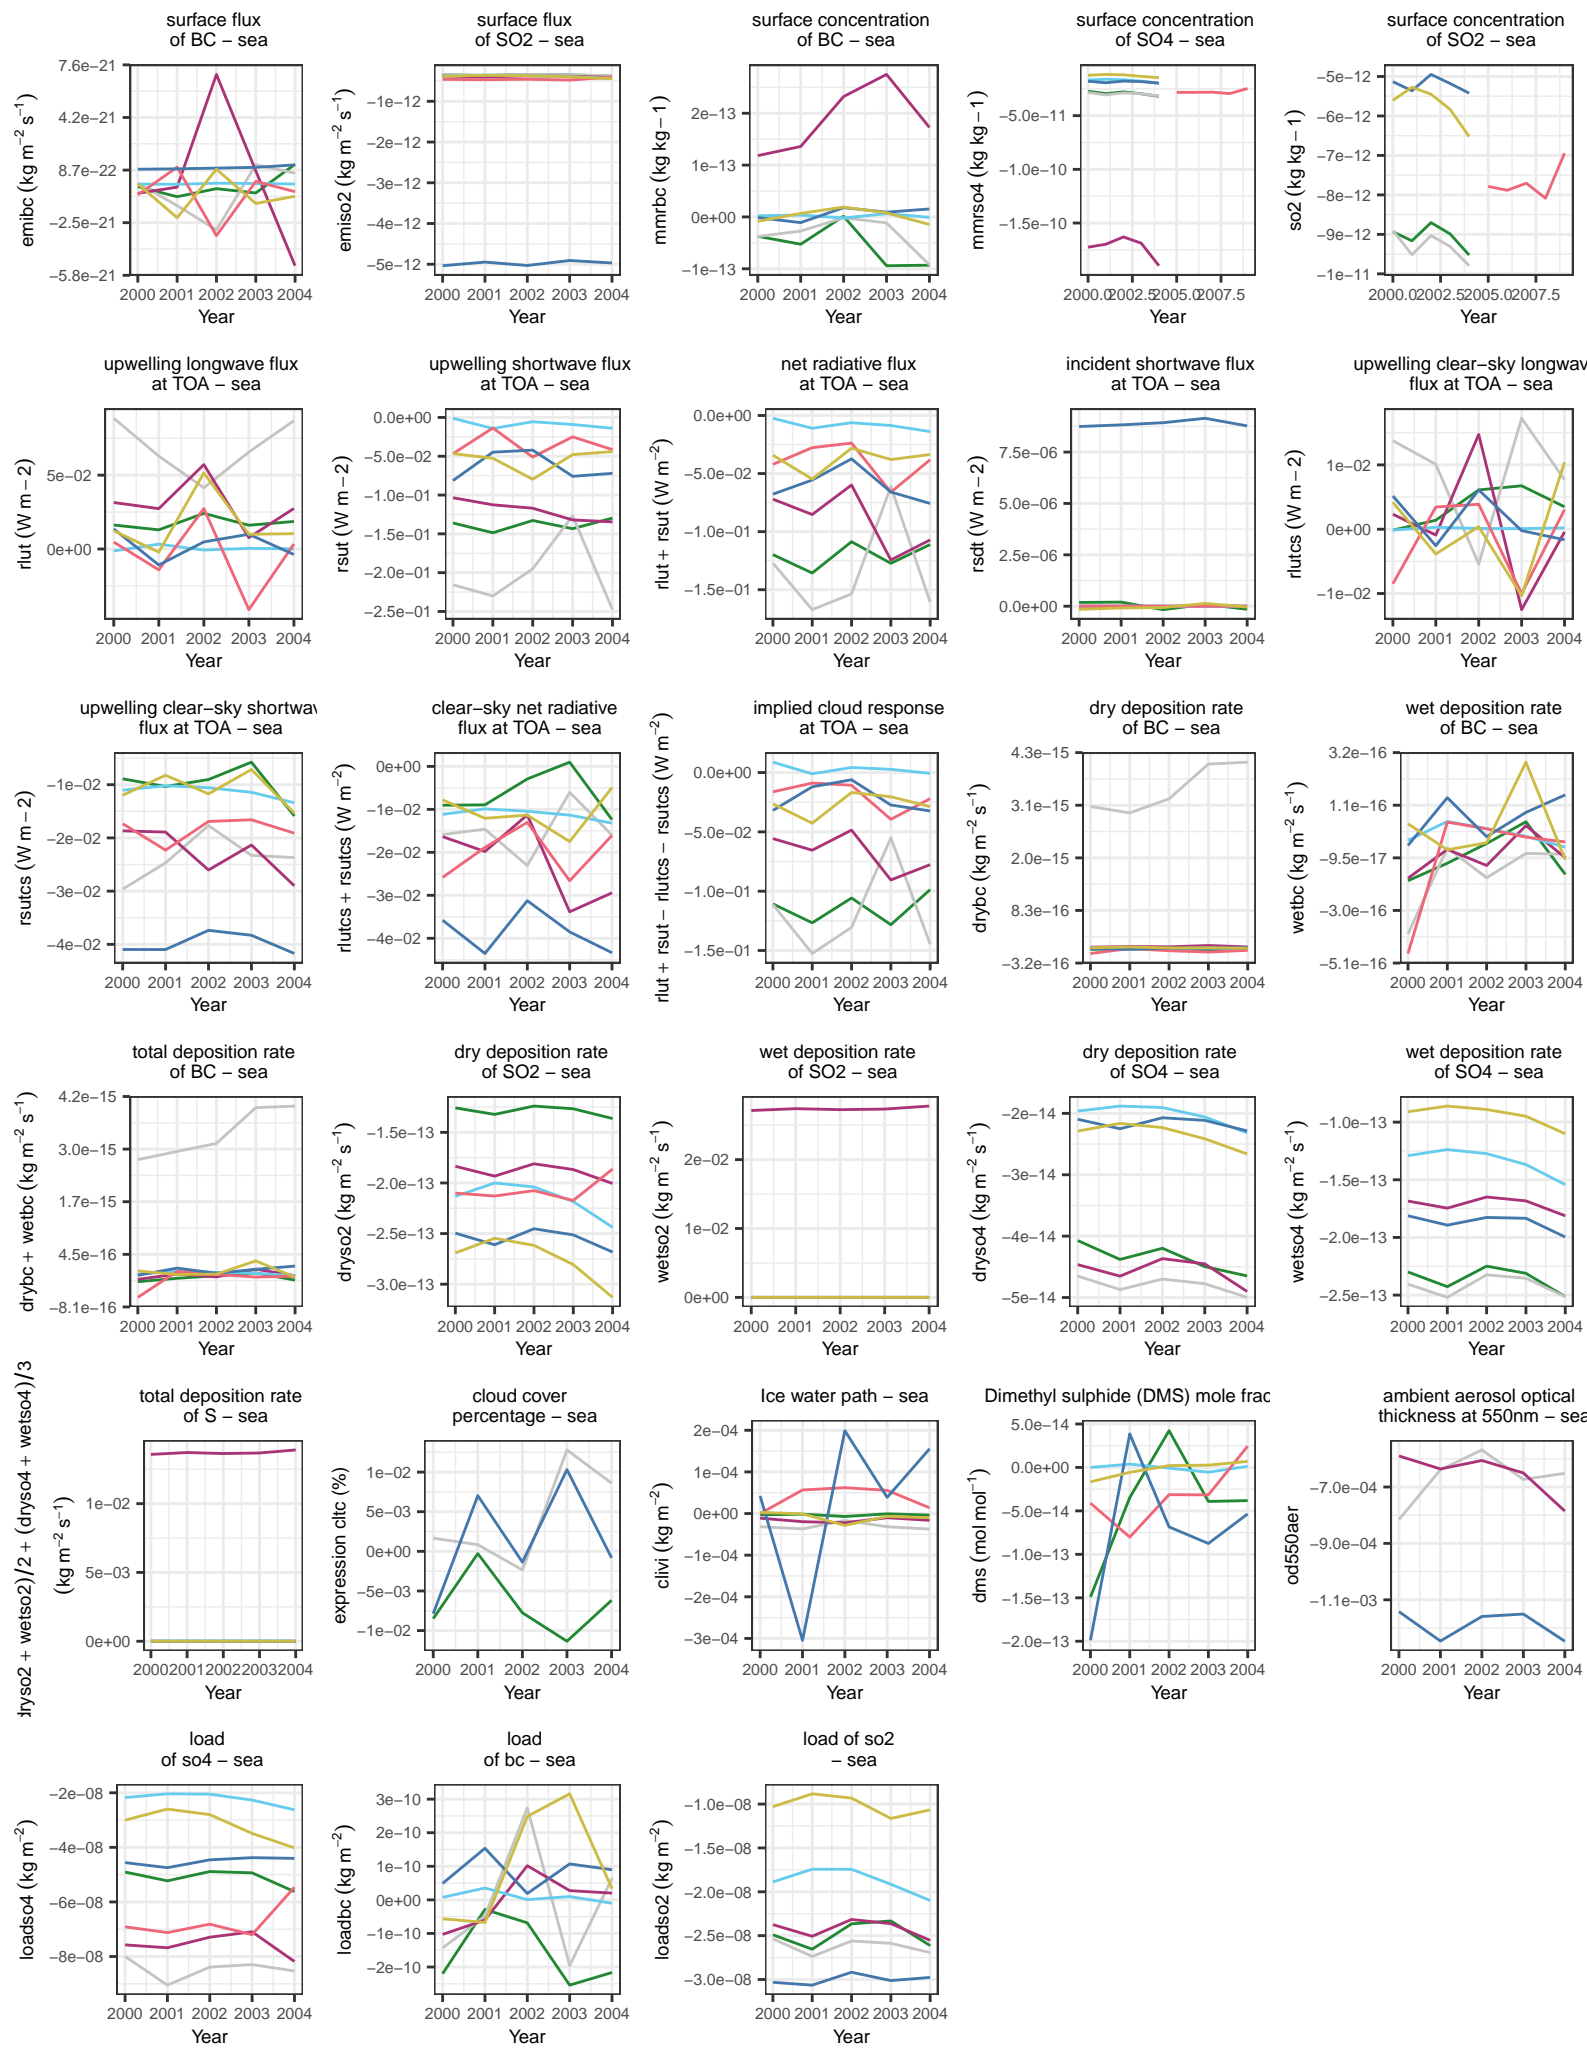 surface flux
of BC − sea
emibc (kg m−2 s−1)
7.6e−21
4.2e−21
8.7e−22
−2.5e−21
−5.8e−21
2000 2001 2002 2003 2004
Year
surface flux
of SO2 − sea
emiso2 (kg m−2 s−1)
−1e−12
−2e−12
−3e−12
−4e−12
−5e−12
2000 2001 2002 2003 2004
Year
surface concentration
of BC − sea
mmrbc (kg kg − 1)
2e−13
1e−13
0e+00
−1e−13
2000 2001 2002 2003 2004
Year
surface concentration
of SO4 − sea
mmrso4 (kg kg − 1)
−5.0e−11
−1.0e−10
−1.5e−10
2000.0 2002.5 2005.0 2007.5
Year
surface concentration
of SO2 − sea
so2 (kg kg − 1)
−5e−12
−6e−12
−7e−12
−8e−12
−9e−12
−1e−11
2000.0 2002.5 2005.0 2007.5
Year
upwelling longwave flux
at TOA − sea
rlut (W m − 2)
5e−02
0e+00
2000 2001 2002 2003 2004
Year
upwelling shortwave flux
at TOA − sea
rsut (W m − 2)
0.0e+00
−5.0e−02
−1.0e−01
−1.5e−01
−2.0e−01
−2.5e−01
2000 2001 2002 2003 2004
Year
net radiative flux
at TOA − sea
rlut + rsut (W m−2)
0.0e+00
−5.0e−02
−1.0e−01
−1.5e−01
2000 2001 2002 2003 2004
Year
incident shortwave flux
at TOA − sea
rsdt (W m − 2)
7.5e−06
5.0e−06
2.5e−06
0.0e+00
2000 2001 2002 2003 2004
Year
upwelling clear−sky longwav
flux at TOA − sea
rlutcs (W m − 2)
1e−02
0e+00
−1e−02
2000 2001 2002 2003 2004
Year
upwelling clear−sky shortwav
flux at TOA − sea
rsutcs (W m − 2)
−1e−02
−2e−02
−3e−02
−4e−02
2000 2001 2002 2003 2004
Year
clear−sky net radiative
flux at TOA − sea
rlutcs + rsutcs (W m−2)
0e+00
−1e−02
−2e−02
−3e−02
−4e−02
2000 2001 2002 2003 2004
Year
implied cloud response
at TOA − sea
rlut + rsut − rlutcs − rsutcs (W m−2)
0.0e+00
−5.0e−02
−1.0e−01
−1.5e−01
2000 2001 2002 2003 2004
Year
dry deposition rate
of BC − sea
drybc (kg m−2 s−1)
4.3e−15
3.1e−15
2.0e−15
8.3e−16
−3.2e−16
2000 2001 2002 2003 2004
Year
wet deposition rate
of BC − sea
wetbc (kg m−2 s−1)
3.2e−16
1.1e−16
−9.5e−17
−3.0e−16
−5.1e−16
2000 2001 2002 2003 2004
Year
total deposition rate
of BC − sea
drybc + wetbc (kg m−2 s−1)
4.2e−15
3.0e−15
1.7e−15
4.5e−16
−8.1e−16
2000 2001 2002 2003 2004
Year
dry deposition rate
of SO2 − sea
dryso2 (kg m−2 s−1)
−1.5e−13
−2.0e−13
−2.5e−13
−3.0e−13
2000 2001 2002 2003 2004
Year
wet deposition rate
of SO2 − sea
wetso2 (kg m−2 s−1)
2e−02
1e−02
0e+00
2000 2001 2002 2003 2004
Year
dry deposition rate
of SO4 − sea
dryso4 (kg m−2 s−1)
−2e−14
−3e−14
−4e−14
−5e−14
2000 2001 2002 2003 2004
Year
wet deposition rate
of SO4 − sea
wetso4 (kg m−2 s−1)
−1.0e−13
−1.5e−13
−2.0e−13
−2.5e−13
2000 2001 2002 2003 2004
Year
total deposition rate
of S − sea
dryso2 + wetso2)/2 + (dryso4 + wetso4)/3
(kg m−2 s−1)
1e−02
5e−03
0e+00
2000 2001 2002 2003 2004
Year
cloud cover
percentage − sea
expression cltc (%)
1e−02
5e−03
0e+00
−5e−03
−1e−02
2000 2001 2002 2003 2004
Year
Ice water path − sea
clivi (kg m−2)
2e−04
1e−04
0e+00
−1e−04
−2e−04
−3e−04
2000 2001 2002 2003 2004
Year
Dimethyl sulphide (DMS) mole frac
dms (mol mol−1)
5.0e−14
0.0e+00
−5.0e−14
−1.0e−13
−1.5e−13
−2.0e−13
2000 2001 2002 2003 2004
Year
ambient aerosol optical
thickness at 550nm − sea
od550aer
−7.0e−04
−9.0e−04
−1.1e−03
2000 2001 2002 2003 2004
Year
load
of so4 − sea
loadso4 (kg m−2)
−2e−08
−4e−08
−6e−08
−8e−08
2000 2001 2002 2003 2004
Year
load
of bc − sea
loadbc (kg m−2)
3e−10
2e−10
1e−10
0e+00
−1e−10
−2e−10
2000 2001 2002 2003 2004
Year
load of so2
− sea
loadso2 (kg m−2)
−1.0e−08
−1.5e−08
−2.0e−08
−2.5e−08
−3.0e−08
2000 2001 2002 2003 2004
Year